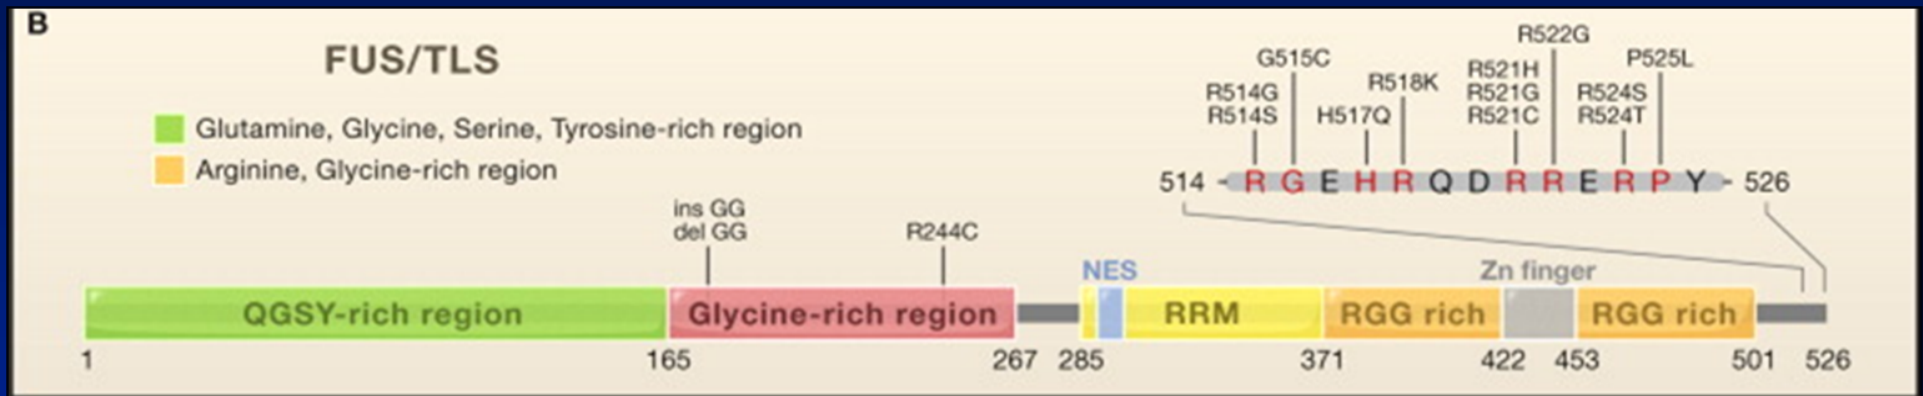 B
FUS/TLS
Glutamine, Glycine, Serine, Tyrosine-rich region
Arginine, Glycine-rich region
R522G
G515C
P525L
R521H
R518K
R514G
R521G
R524S
R514S
H517Q
R521C
R524T
514 R G E H R Q D R R E R P Y 526
ins GG
del GG
R244C
NES
Zn finger
QGSY-rich region
Glycine-rich region
RRM
RGG rich
RGG rich
1 165 267 285 371 422 453 501 526